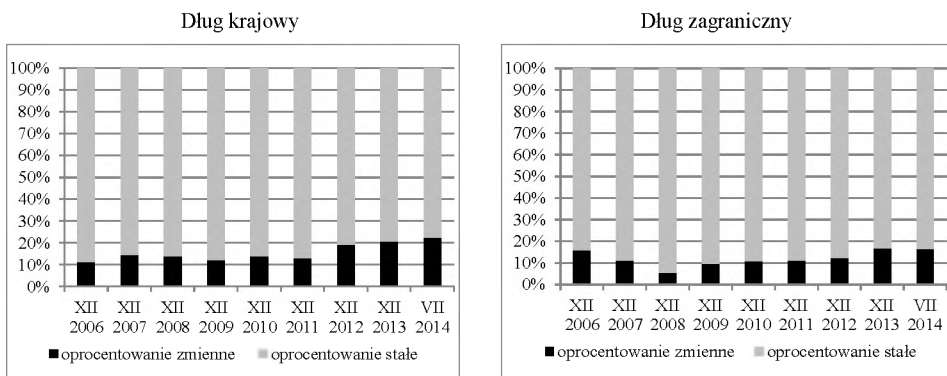 Dług krajowy
100%
90%
80%
70%
60%
50%
40%
30%
20%
10%
0%
XII XII XII XII XII XII XII XII VII
2006 2007 2008 2009 2010 2011 2012 2013 2014
oprocentowanie zmienne oprocentowanie stałe
Dług zagraniczny
100%
90%
80%
70%
60%
50%
40%
30%
20%
10%
0%
XII XII XII XII XII XII XII XII VII
2006 2007 2008 2009 2010 2011 2012 2013 2014
oprocentowanie zmienne oprocentowanie stałe